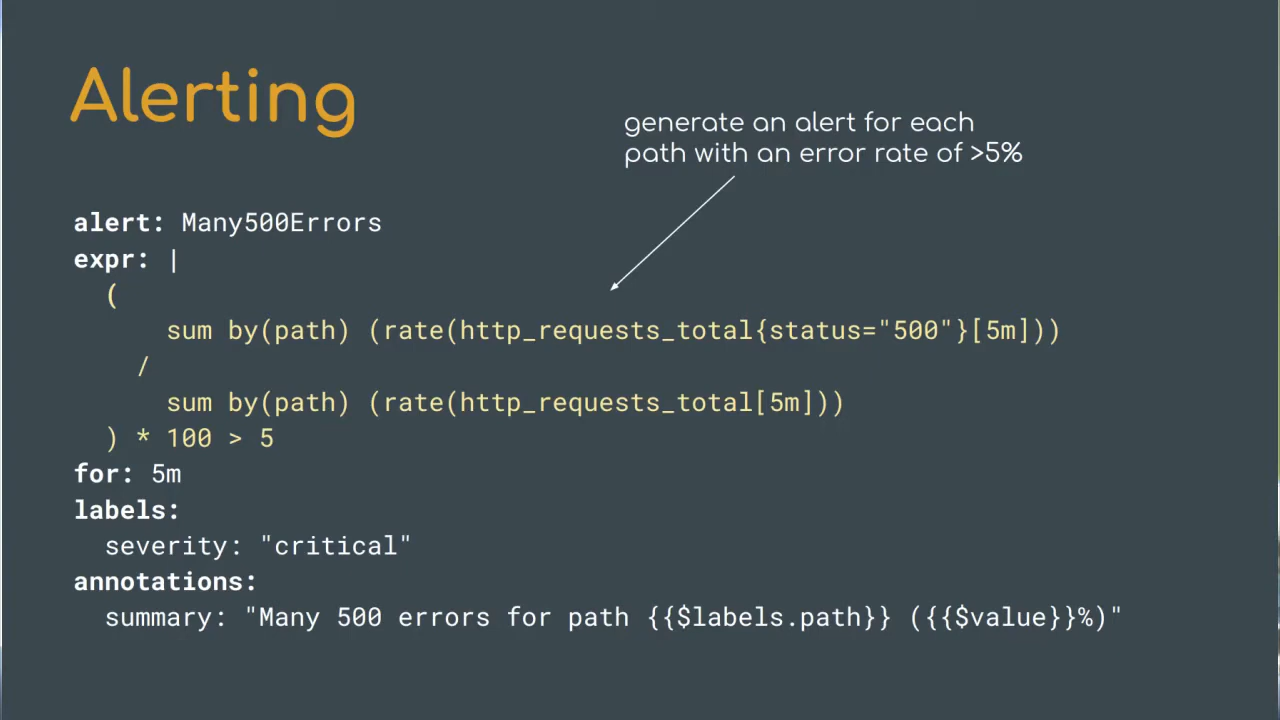 Alerting
generate an alert for each
path with an error rate of >5%
alert: Many500Errors
expr: |
(
sum by(path) (rate(http_requests_total{status="500"}[5m]))
/
sum by(path) (rate(http_requests_total[5m]))
) * 100 > 5
for: 5m
labels:
severity: "critical"
annotations:
summary: "Many 500 errors for path {{$labels.path}} ({{$value}}%)"